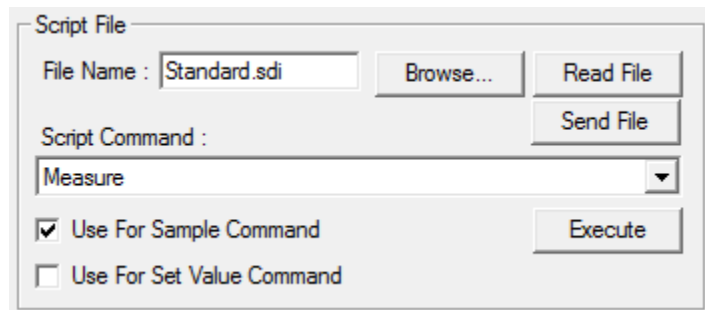 Script File
File Name : Standard.sdi Browse... Read File
Send File
Script Command :
Measure
Use For Sample Command Execute
Use For Set Value Command